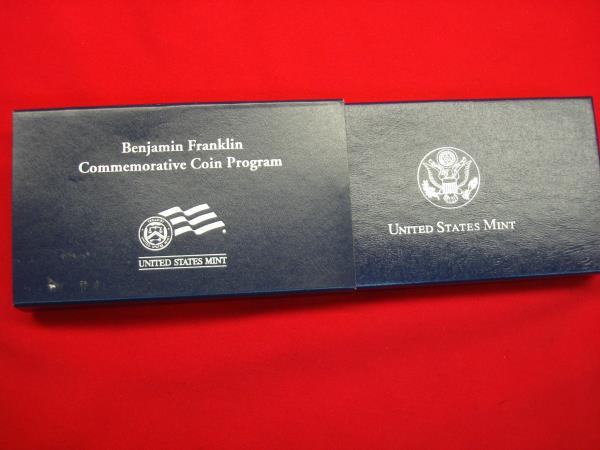 Benjamin Franklin
Commemorative Coin Program
UNITED STATES MINT
UNITED STATES MINT